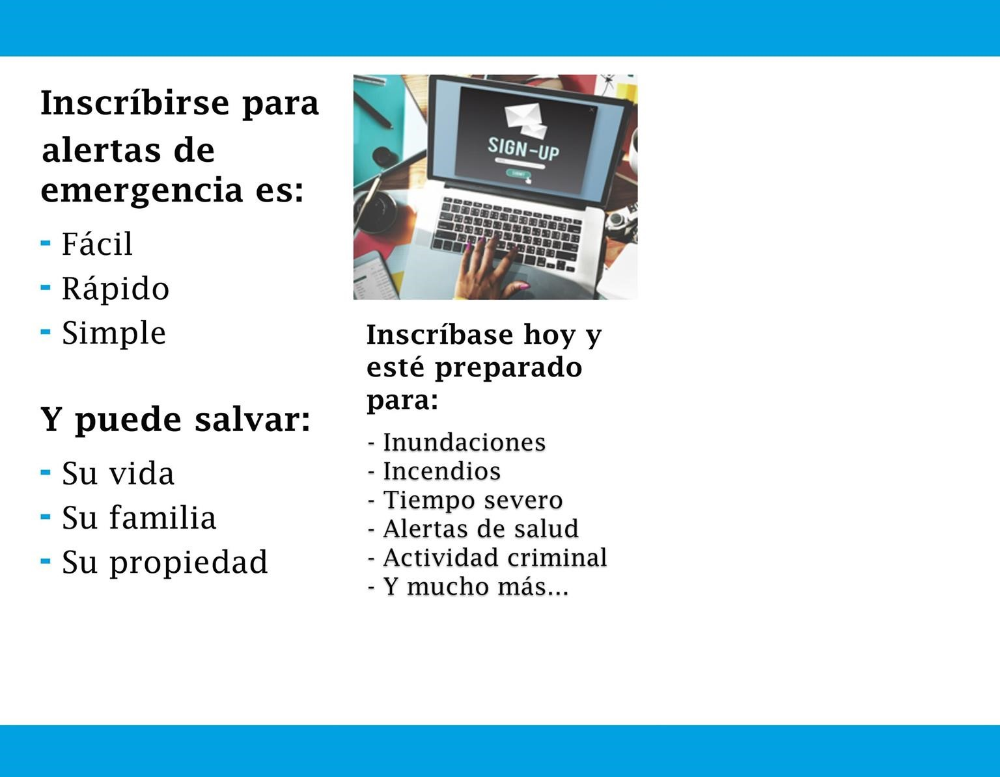 Inscríbirse para
alertas de
emergencia es:
- Fácil
- Rápido
- Simple
Y puede salvar:
- Su vida
- Su familia
- Su propiedad
SIGN-UP
SUBMIT
Inscríbase hoy y
esté preparado
para:
- Inundaciones
- Incendios
- Tiempo severo
- Alertas de salud
- Actividad criminal
- Y mucho más...